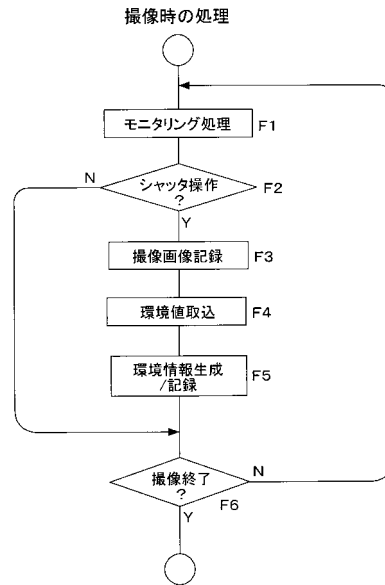 撮像時の処理
モニタリング処理 F1
N シャッタ操作 F2
?
Y
撮像画像記録 F3
環境値取込 F4
環境情報生成 F5
/記録
撮像終了 N
?
F6
Y